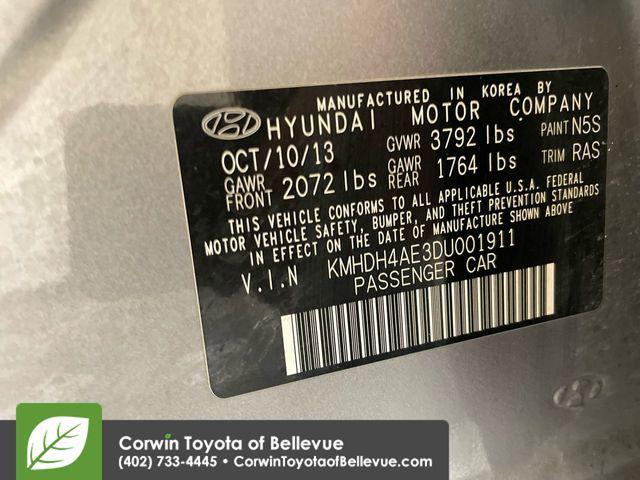 MANUFACTURED IN KOREA BY
HYUNDAI MOTOR COMPANY
OCT/10/13 GVWR 3792 lbs PAINT N5S
GAWR FRONT 2072 lbs GAWR REAR 1764 lbs TRIM RAS
THIS VEHICLE CONFORMS TO ALL APPLICABLE U.S.A. FEDERAL
MOTOR VEHICLE SAFETY, BUMPER, AND THEFT PREVENTION STANDARDS
IN EFFECT ON THE DATE OF MANUFACTURE SHOWN ABOVE.
V.I.N KMHDH4AE3DU001911
PASSENGER CAR
Corwin Toyota of Bellevue
(402) 733-4445 • CorwinToyotaofBellevue.com